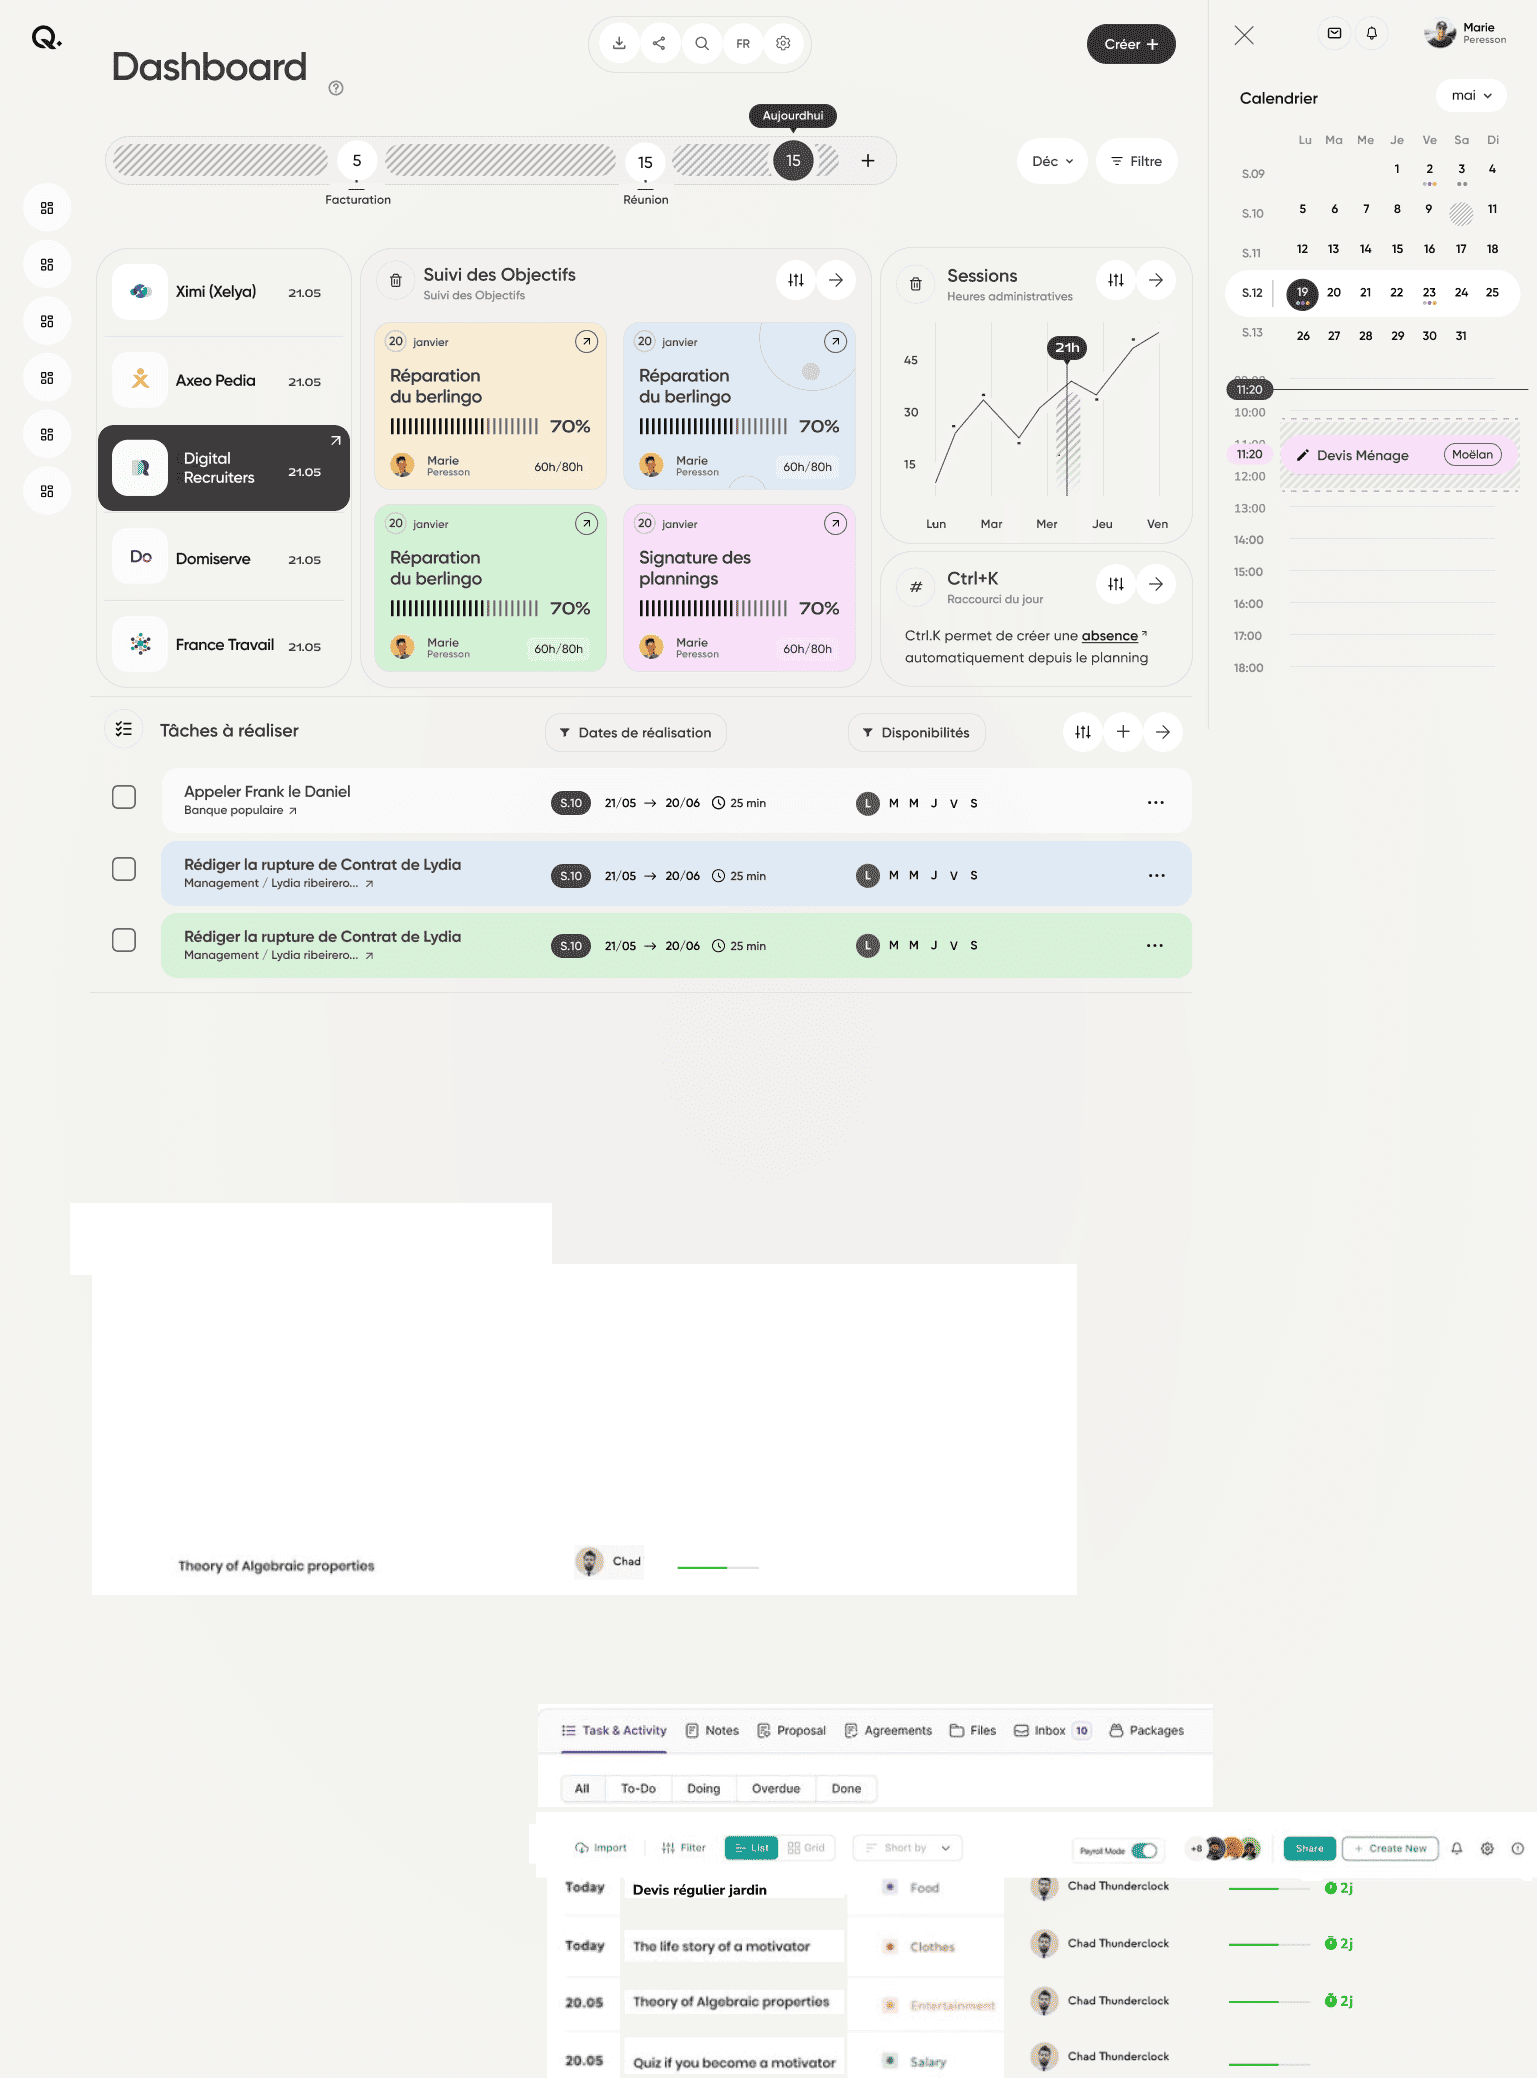 Q.
Dashboard
FR
Créer +
Marie
Peresson
Calendrier
mai
Aujourdhui
5
15
15
Facturation
Réunion
Déc
Filtre
Lu Ma Me Je Ve Sa Di
S.09 1 2 3 4
S.10 5 6 7 8 9 11
S.11 12 13 14 15 16 17 18
S.12 19 20 21 22 23 24 25
S.13 26 27 28 29 30 31
11:20
10:00
11:20
12:00
13:00
14:00
15:00
16:00
17:00
18:00
Devis Ménage
Moëlan
Ximi (Xelya) 21.05
Axeo Pedia 21.05
Digital
Recruiters 21.05
Do
Domiserve 21.05
France Travail 21.05
Suivi des Objectifs
Suivi des Objectifs
20 janvier
Réparation
du berlingo
70%
Marie
Peresson
60h/80h
20 janvier
Réparation
du berlingo
70%
Marie
Peresson
60h/80h
20 janvier
Réparation
du berlingo
70%
Marie
Peresson
60h/80h
20 janvier
Signature des
plannings
70%
Marie
Peresson
60h/80h
Sessions
Heures administratives
21h
45
30
15
Lun Mar Mer Jeu Ven
#
Ctrl+K
Raccourci du jour
Ctrl.K permet de créer une absence
automatiquement depuis le planning
Tâches à réaliser
Dates de réalisation
Disponibilités
Appeler Frank le Daniel
Banque populaire
S.10 21/05 → 20/06 25 min
L M M J V S
Rédiger la rupture de Contrat de Lydia
Management / Lydia ribeirero...
S.10 21/05 → 20/06 25 min
L M M J V S
Rédiger la rupture de Contrat de Lydia
Management / Lydia ribeirero...
S.10 21/05 → 20/06 25 min
L M M J V S
Theory of Algebraic properties
Chad
Task & Activity Notes Proposal Agreements Files Inbox 10 Packages
All To-Do Doing Overdue Done
Import Filter List Grid Short by Payroll Mode +8 Share + Create New
Today Devis régulier jardin Food Chad Thunderclock 2j
Today The life story of a motivator Clothes Chad Thunderclock 2j
20.05 Theory of Algebraic properties Entertainment Chad Thunderclock 2j
20.05 Quiz if you become a motivator Salary Chad Thunderclock